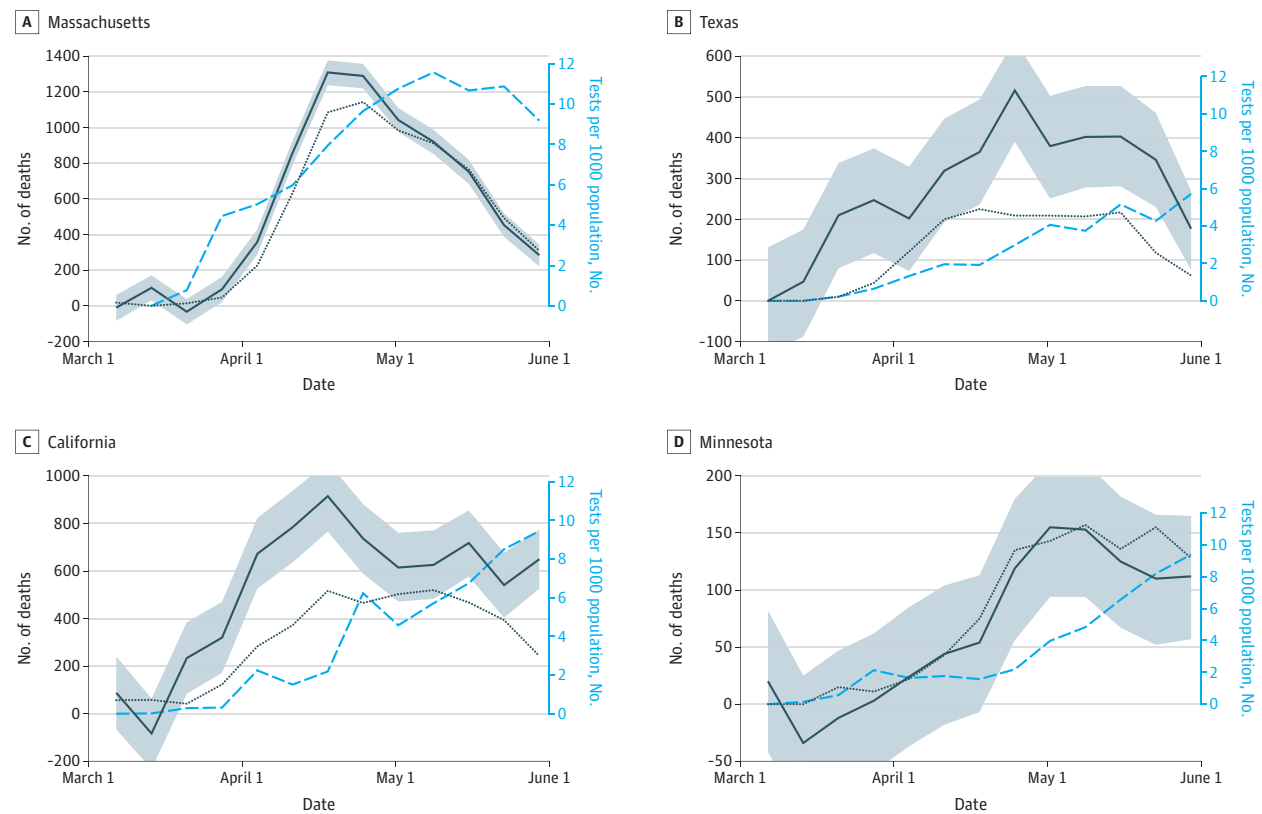 A Massachusetts
1400
1200
1000
800
600
400
200
0
-200
No. of deaths
12
10
8
6
4
2
0
Tests per 1000 population, No.
March 1 April 1 May 1 June 1
Date
B Texas
600
500
400
300
200
100
0
-100
No. of deaths
12
10
8
6
4
2
0
Tests per 1000 population, No.
March 1 April 1 May 1 June 1
Date
C California
1000
800
600
400
200
0
-200
No. of deaths
12
10
8
6
4
2
0
Tests per 1000 population, No.
March 1 April 1 May 1 June 1
Date
D Minnesota
200
150
100
50
0
-50
No. of deaths
12
10
8
6
4
2
0
Tests per 1000 population, No.
March 1 April 1 May 1 June 1
Date